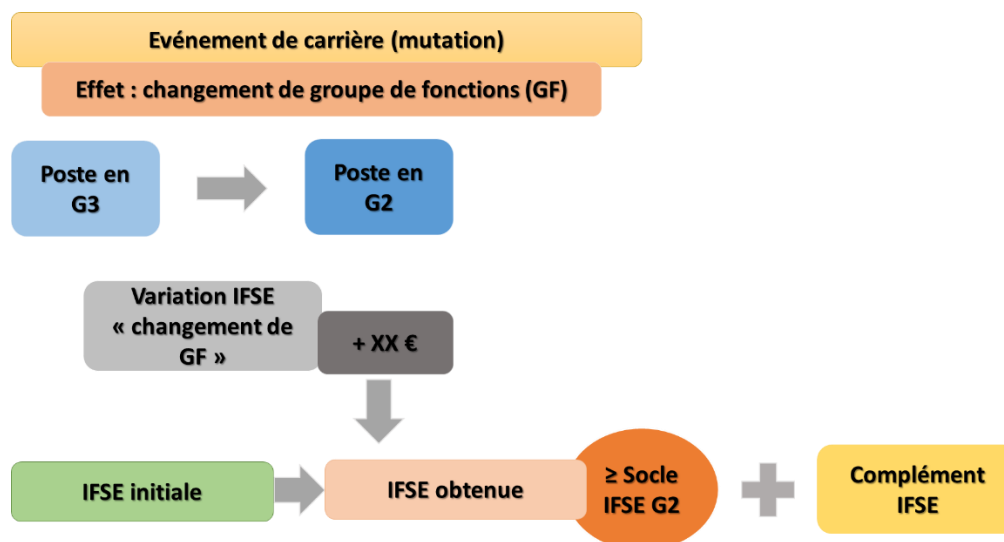 Evénement de carrière (mutation)
Effet : changement de groupe de fonctions (GF)
Poste en
G3
Poste en
G2
Variation IFSE
« changement de
GF »
+ XX €
IFSE initiale
IFSE obtenue
≥ Socle
IFSE G2
Complément
IFSE